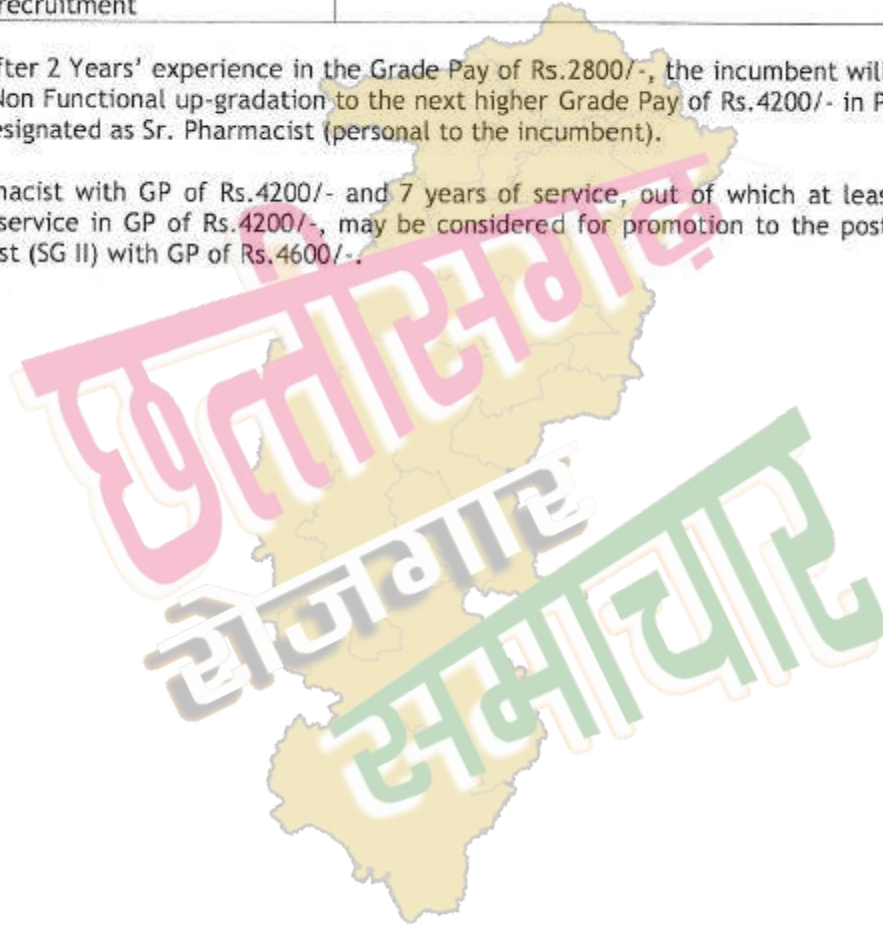 recruitment
fter 2 Years' experience in the Grade Pay of Rs.2800/-, the incumbent wil
Non Functional up-gradation to the next higher Grade Pay of Rs.4200/- in P
esignated as Sr. Pharmacist (personal to the incumbent).
macist with GP of Rs.4200/- and 7 years of service, out of which at leas
service in GP of Rs.4200/-, may be considered for promotion to the post
st (SG II) with GP of Rs.4600/-.
छत्तीसगढ़
रोजगार
समाचार